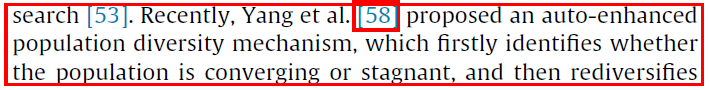 search [53]. Recently, Yang et al. [58] proposed an auto-enhanced
population diversity mechanism, which firstly identifies whether
the population is converging or stagnant, and then rediversifies